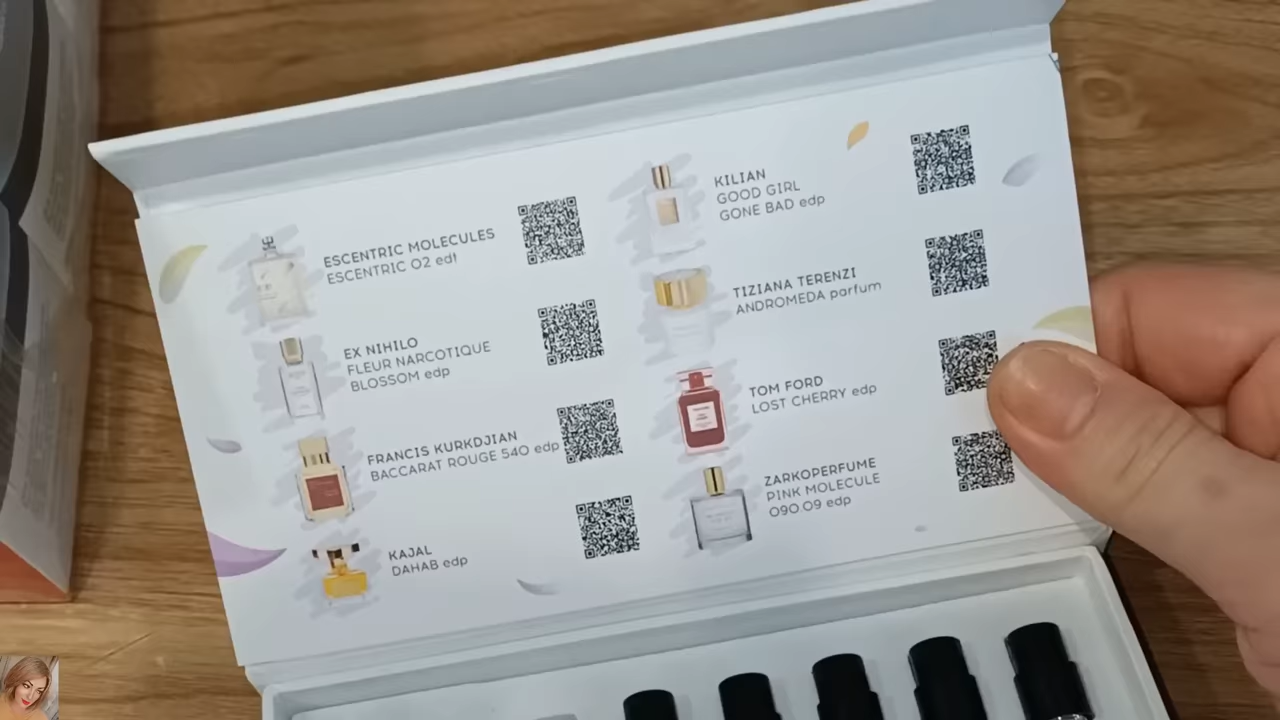 ESCENTRIC MOLECULES
ESCENTRIC 02 edt
EX NIHILO
FLEUR NARCOTIQUE
BLOSSOM edp
FRANCIS KURKDJIAN
BACCARAT ROUGE 540 edp
KAJAL
DAHAB edp
KILIAN
GOOD GIRL
GONE BAD edp
TIZIANA TERENZI
ANDROMEDA parfum
TOM FORD
LOST CHERRY edp
ZARKOPERFUME
PINK MOLECULE
090 09 edp